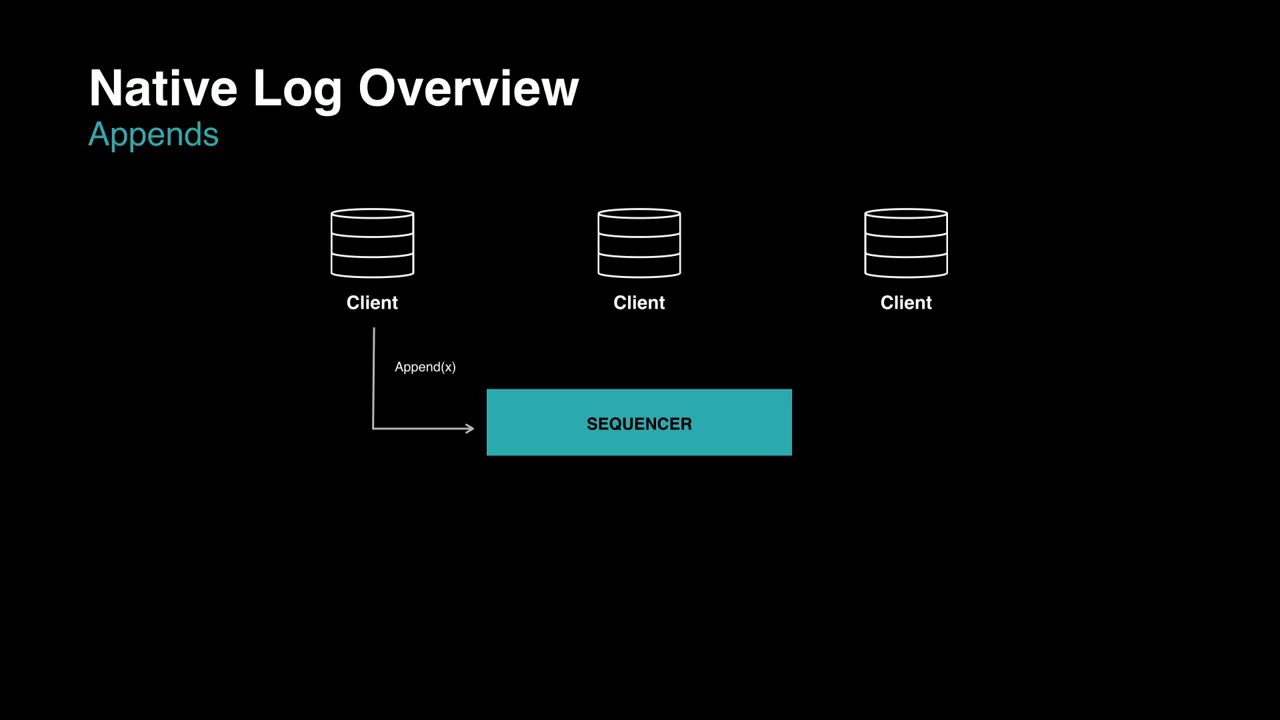 Native Log Overview
Appends
Client
Client
Client
Append(x)
SEQUENCER